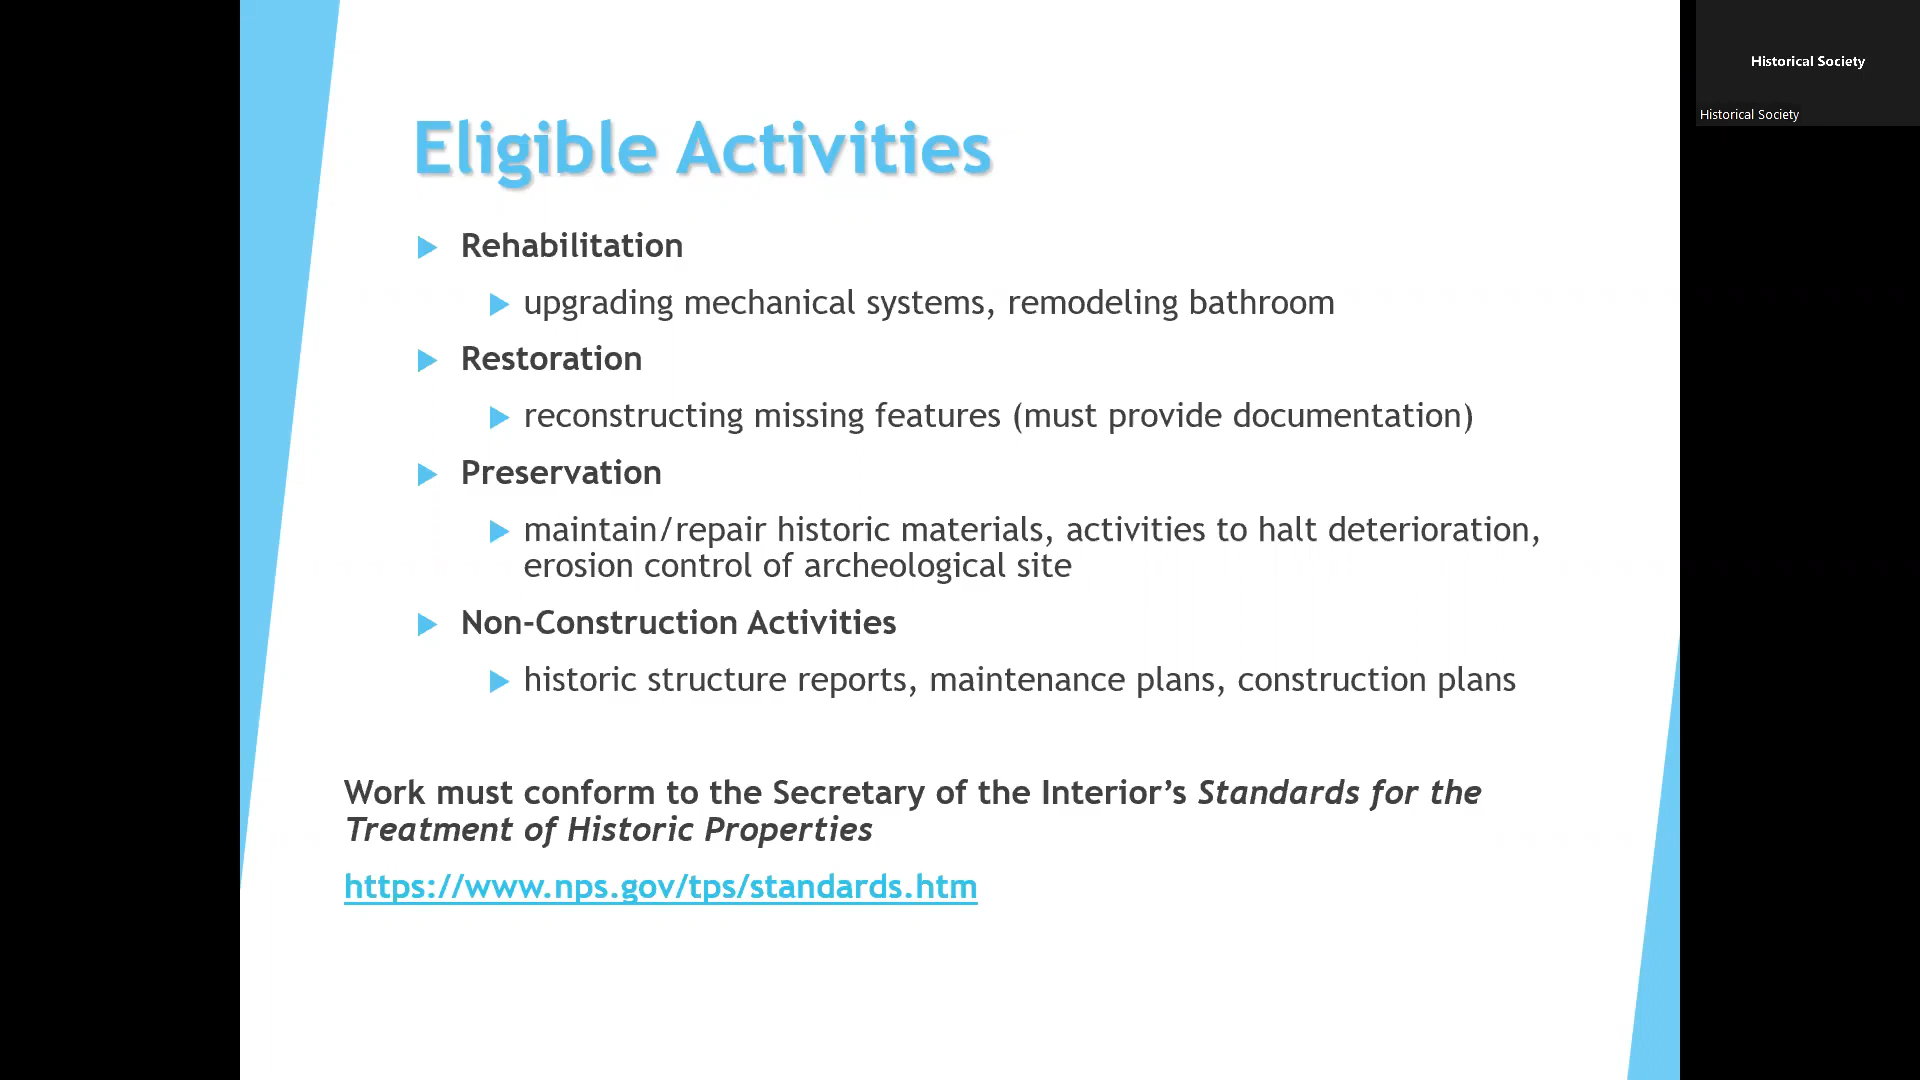 Eligible Activities
Rehabilitation
upgrading mechanical systems, remodeling bathroom
Restoration
reconstructing missing features (must provide documentation)
Preservation
maintain/repair historic materials, activities to halt deterioration,
erosion control of archeological site
Non-Construction Activities
historic structure reports, maintenance plans, construction plans
Work must conform to the Secretary of the Interior’s Standards for the
Treatment of Historic Properties
https://www.nps.gov/tps/standards.htm
Historical Society
Historical Society